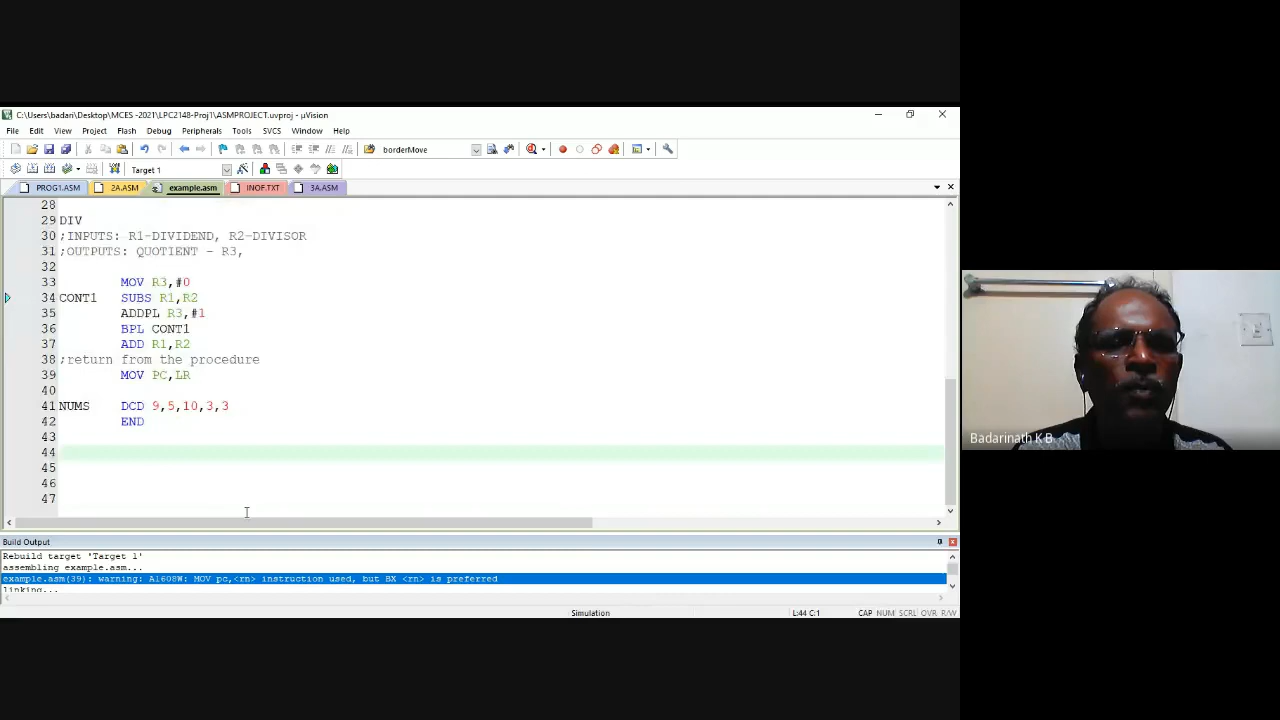 C:\Users\badari\Desktop\MCES -2021\LPC2148-Proj1\ASMPROJECT.uvproj - µVision
File Edit View Project Flash Debug Peripherals Tools SVCS Window Help
borderMove
Target 1
PROG1.ASM 2A.ASM example.asm INOF.TXT 3A.ASM
28
29 DIV
30 ;INPUTS: R1-DIVIDEND, R2-DIVISOR
31 ;OUTPUTS: QUOTIENT - R3,
32
33 MOV R3,#0
34 CONT1 SUBS R1,R2
35 ADDPL R3,#1
36 BPL CONT1
37 ADD R1,R2
38 ;return from the procedure
39 MOV PC,LR
40
41 NUMS DCD 9,5,10,3,3
42 END
43
44
45
46
47
Build Output
Rebuild target 'Target 1'
assembling example.asm...
example.asm(39): warning: A1608W: MOV pc,<rn> instruction used, but BX <rn> is preferred
linking...
Simulation L:44 C:1 CAP NUM SCRL OVR R/W
Badarinath K B